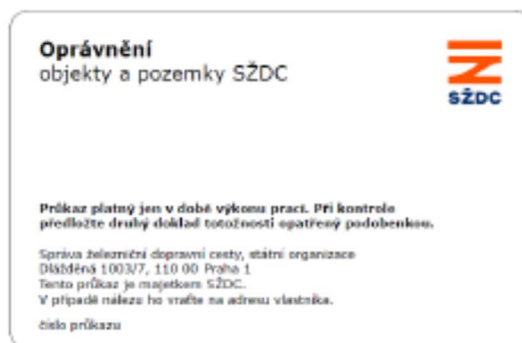 Oprávnění
objekty a pozemky SŽDC
SŽDC
Průkaz platný jen v době výkonu prací. Při kontrole
předložte druhý doklad totožnosti opatřený podobenkou.
Správa železniční dopravní cesty, státní organizace
Dlážděná 1003/7, 110 00 Praha 1
Tento průkaz je majetkem SŽDC.
V případě nálezu ho vraťte na adresu vlastníka.
číslo průkazu